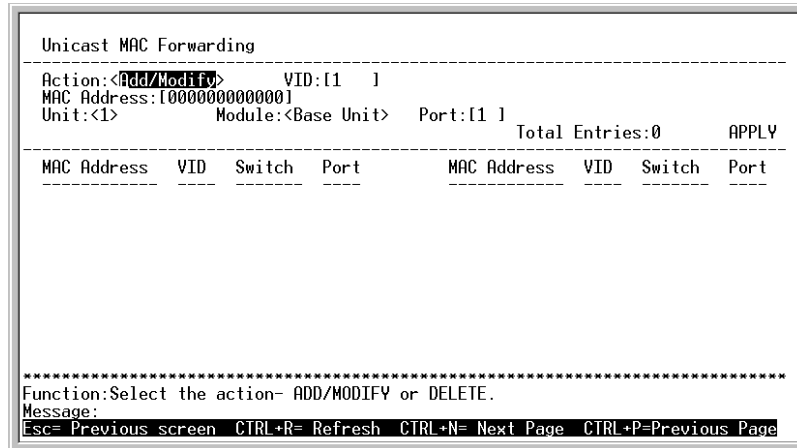 Unicast MAC Forwarding
Action:<Add/Modify> VID:[1 ]
MAC Address:[000000000000]
Unit:<1> Module:<Base Unit> Port:[1 ]
Total Entries:0 APPLY
MAC Address VID Switch Port MAC Address VID Switch Port
Function:Select the action- ADD/MODIFY or DELETE.
Message:
Esc= Previous screen CTRL+R= Refresh CTRL+N= Next Page CTRL+P=Previous Page